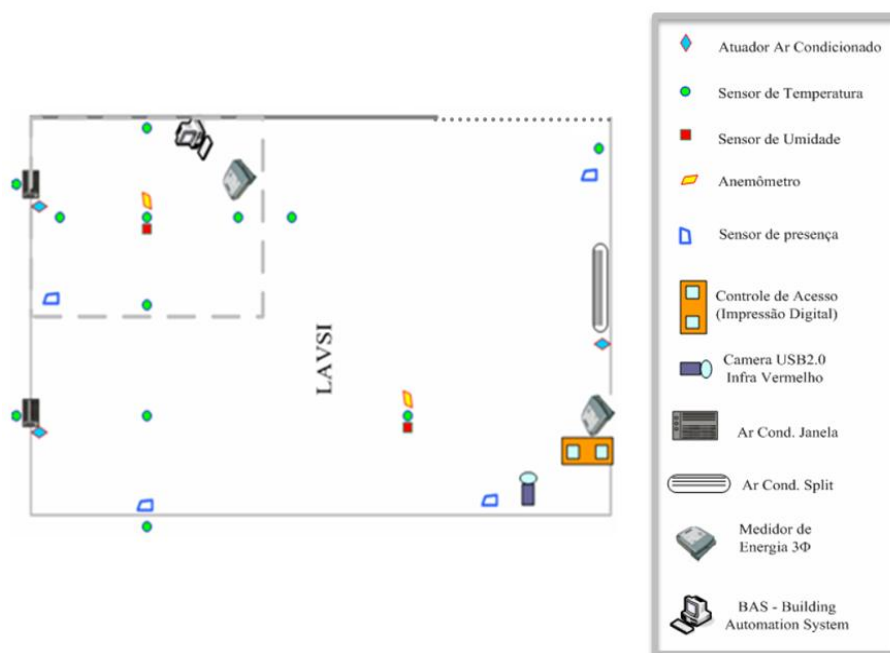 LAVSI
Atuador Ar Condicionado
Sensor de Temperatura
Sensor de Umidade
Anemômetro
Sensor de presença
Controle de Acesso
(Impressão Digital)
Camera USB2.0
Infra Vermelho
Ar Cond. Janela
Ar Cond. Split
Medidor de
Energia 3Φ
BAS - Building
Automation System